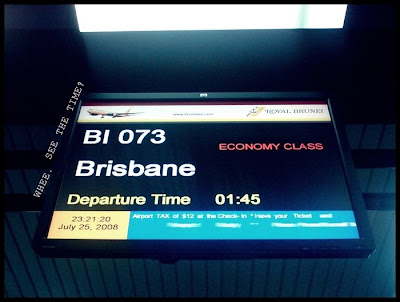 WHEE. SEE THE TIME?
ROYAL BRUNEI
BI 073
ECONOMY CLASS
Brisbane
Departure Time 01:45
23:21:20
July 25, 2008
Airport TAX of $12 at the Check-in * Have your Ticket and